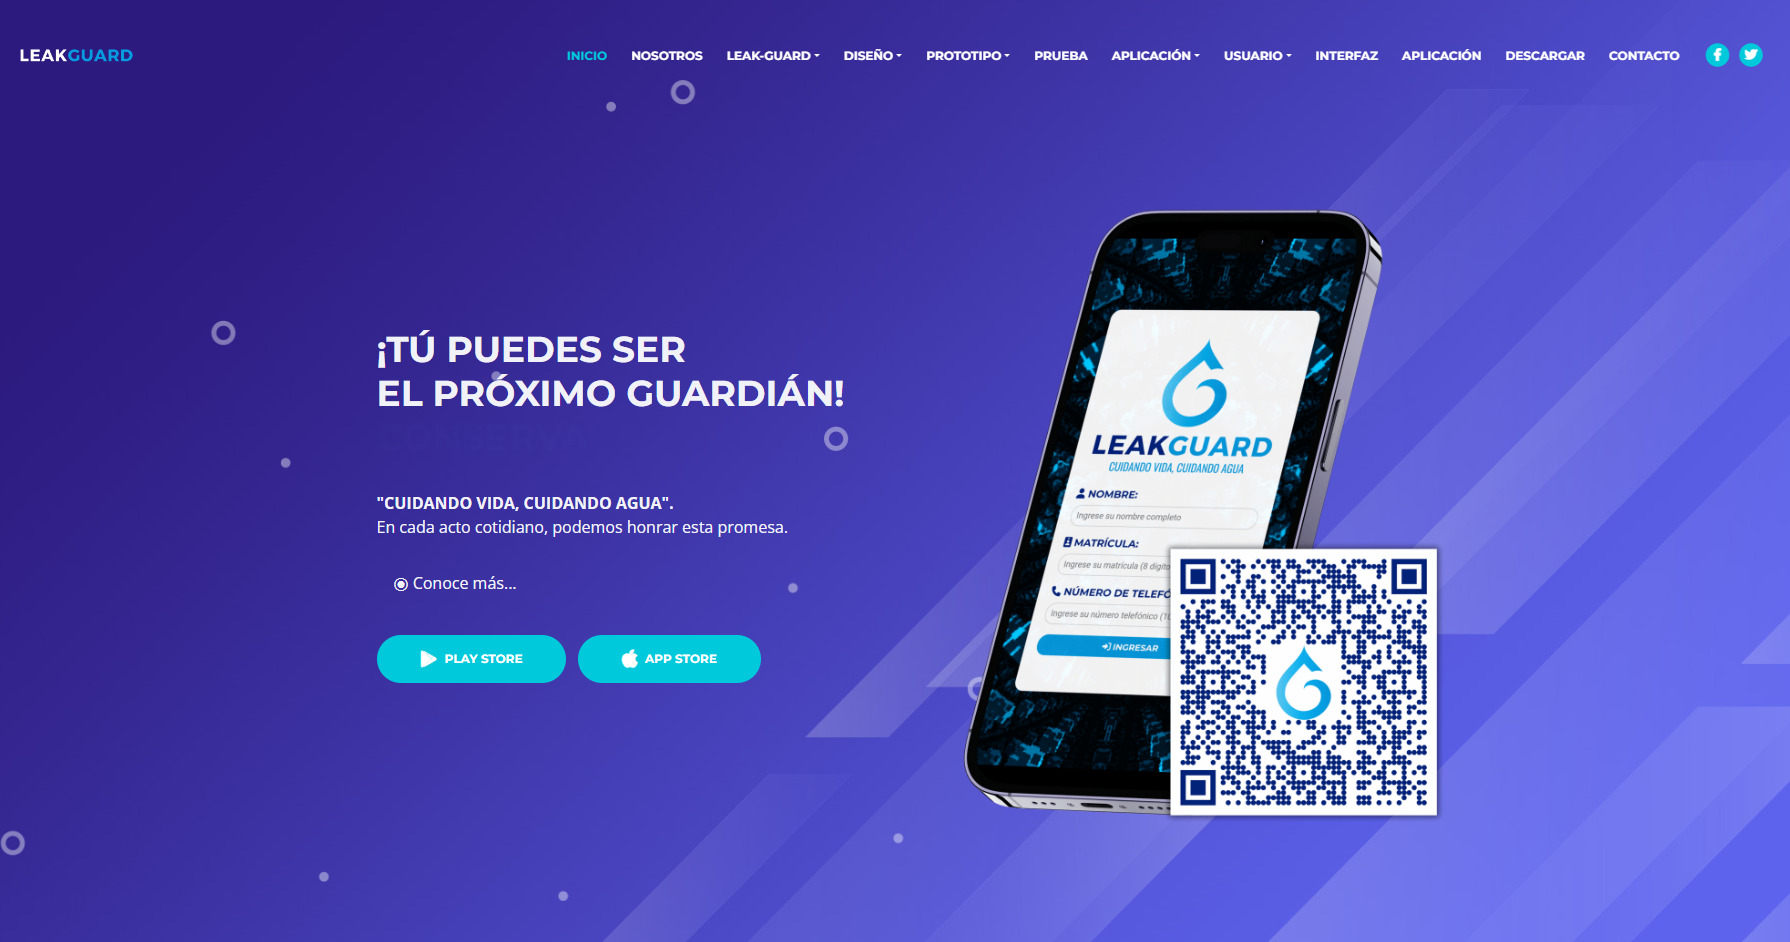 LEAKGUARD
INICIO NOSOTROS LEAK-GUARD DISEÑO PROTOTIPO PRUEBA APLICACIÓN USUARIO INTERFAZ APLICACIÓN DESCARGAR CONTACTO
¡TÚ PUEDES SER
EL PRÓXIMO GUARDIÁN!
"CUIDANDO VIDA, CUIDANDO AGUA".
En cada acto cotidiano, podemos honrar esta promesa.
Conoce más...
PLAY STORE
APP STORE
LEAKGUARD
CUIDANDO VIDA, CUIDANDO AGUA
NOMBRE:
Ingrese su nombre completo
MATRÍCULA:
Ingrese su matrícula (8 dígito
NÚMERO DE TELEFÓ
Ingrese su número telefónico (10
INGRESAR